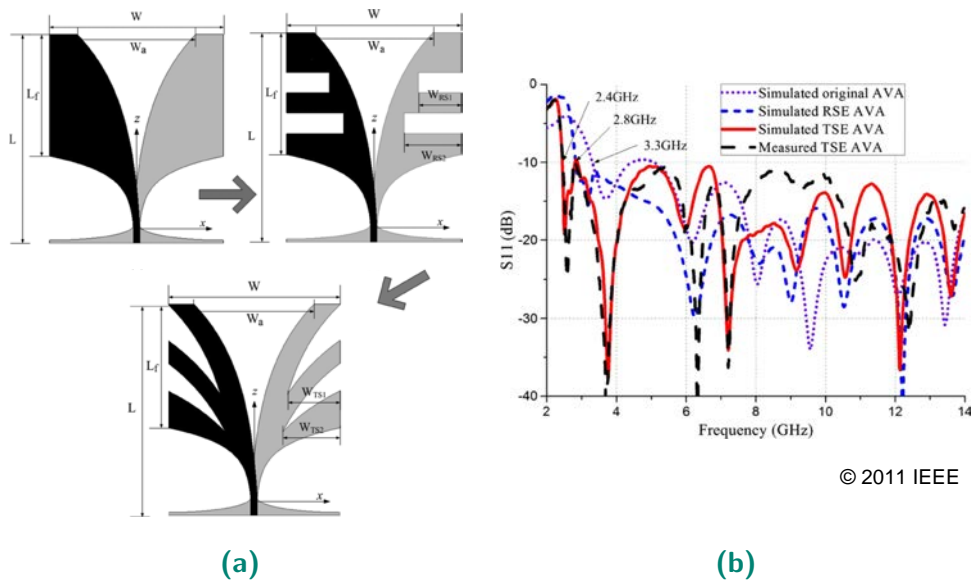 W
Wa
Lf
L
z
x
W
Wa
Lf
L
WRS1
z
WRS2
x
W
Wa
Lf
L
WTS1
z
WTS2
x
(a)
0
-10
-20
-30
-40
S11 (dB)
Simulated original AVA
Simulated RSE AVA
Simulated TSE AVA
Measured TSE AVA
2.4GHz
2.8GHz
3.3GHz
2 4 6 8 10 12 14
Frequency (GHz)
© 2011 IEEE
(b)